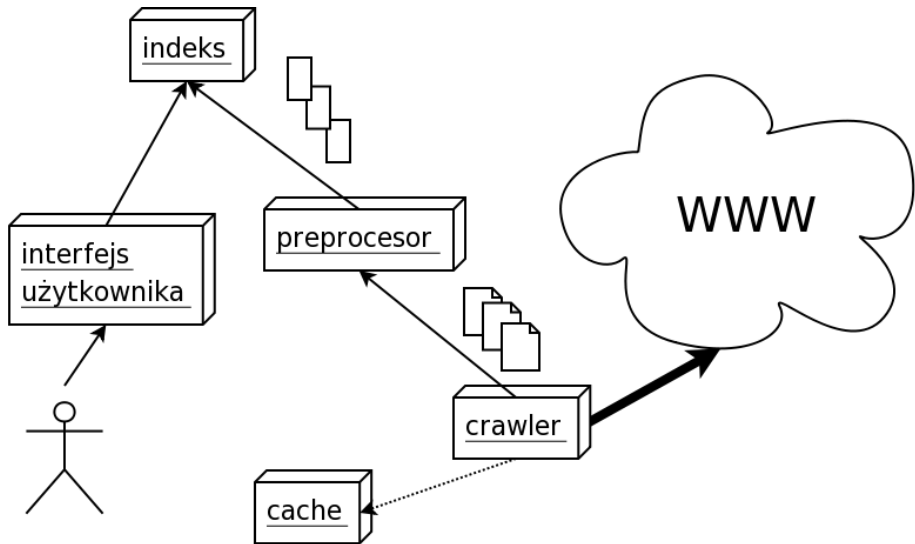 indeks
WWW
preprocesor
interfejs
użytkownika
crawler
cache